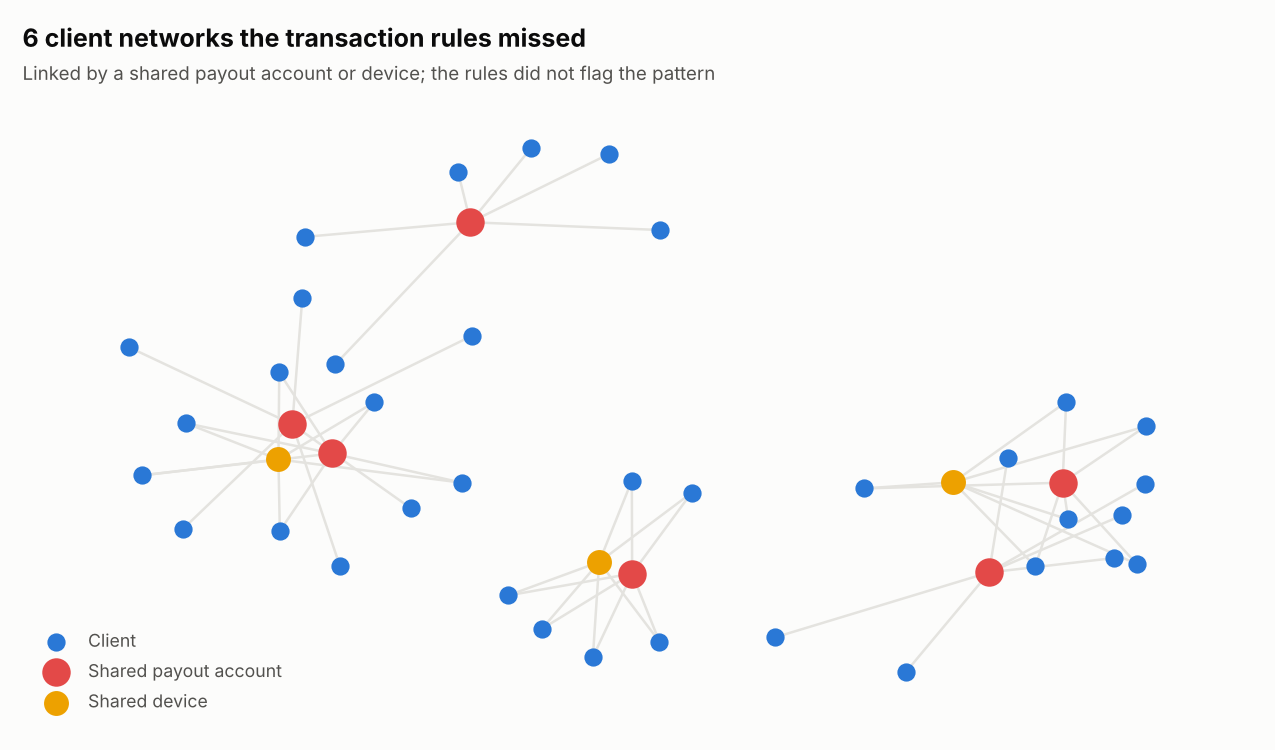 6 client networks the transaction rules missed
Linked by a shared payout account or device; the rules did not flag the pattern
Client
Shared payout account
Shared device